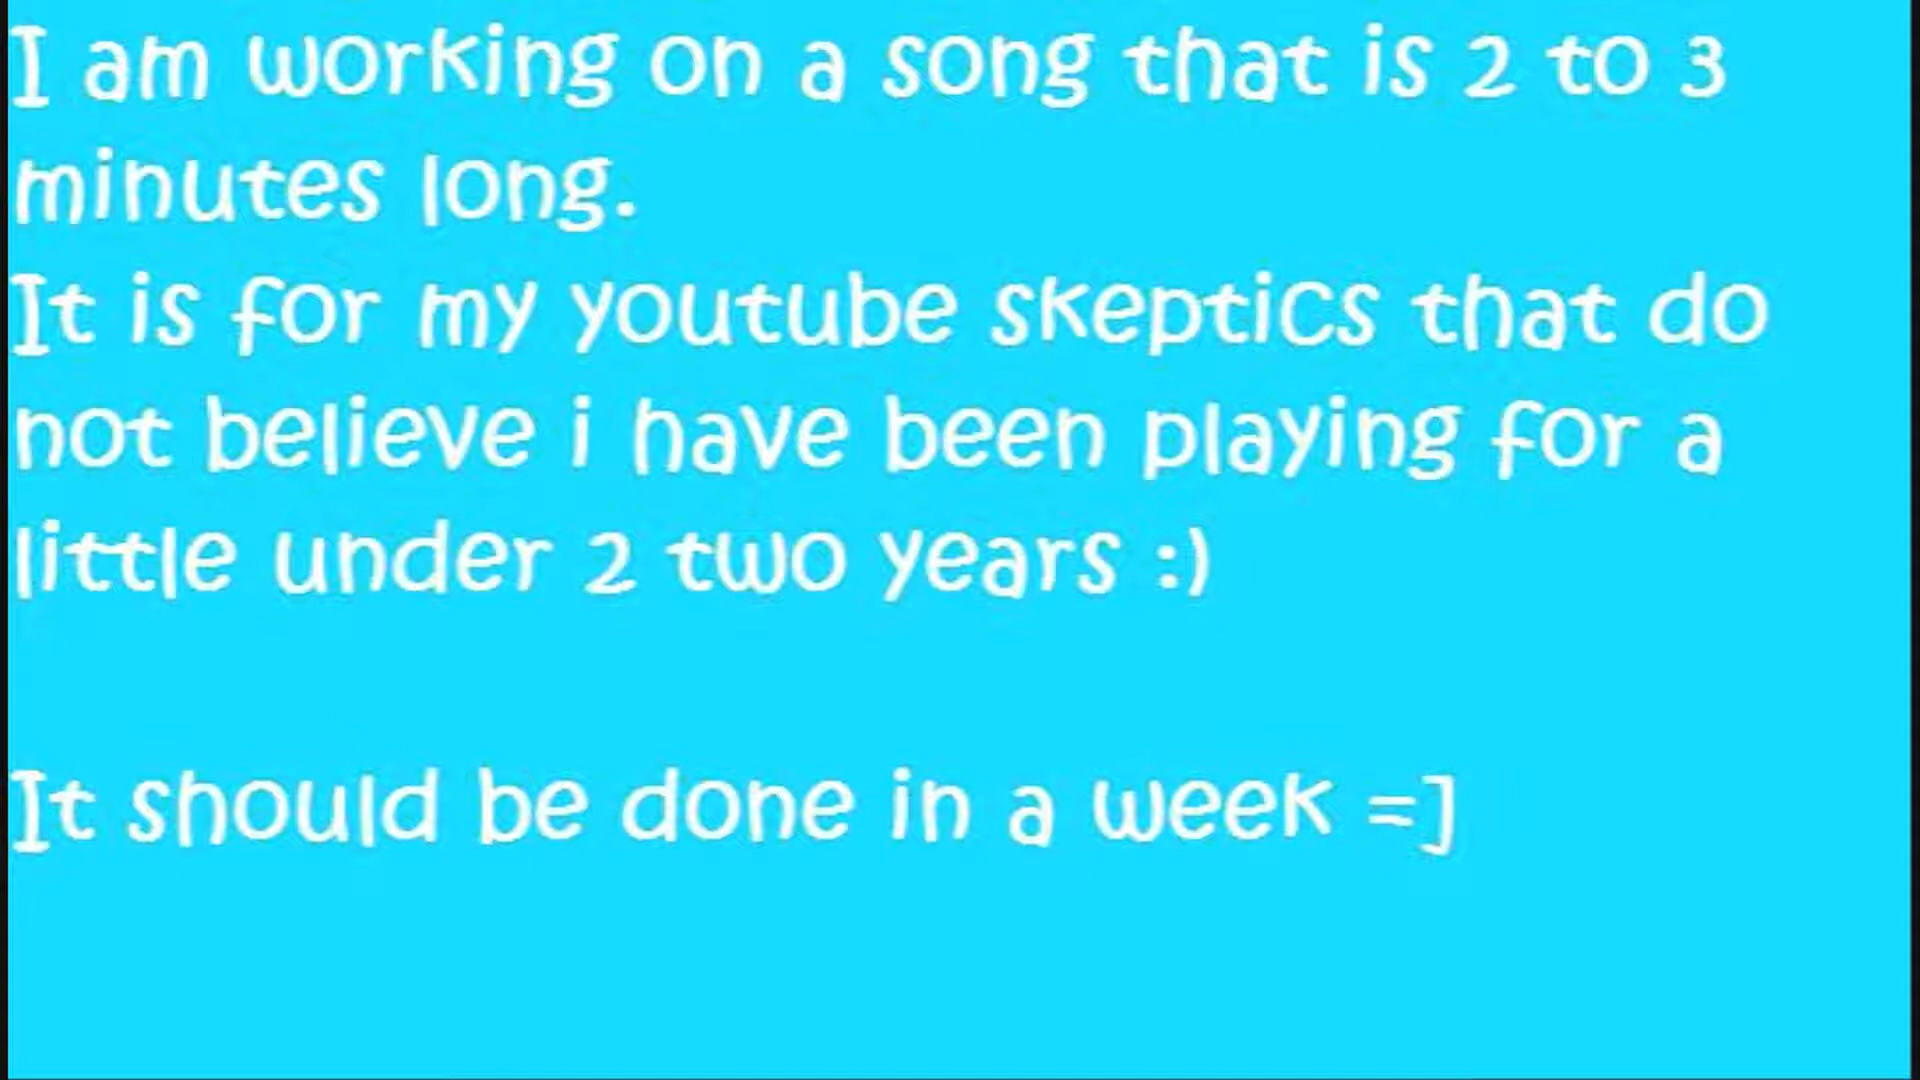 I am working on a song that is 2 to 3
minutes long.
It is for my youtube skeptics that do
not believe i have been playing for a
little under 2 two years :)
It should be done in a week =]